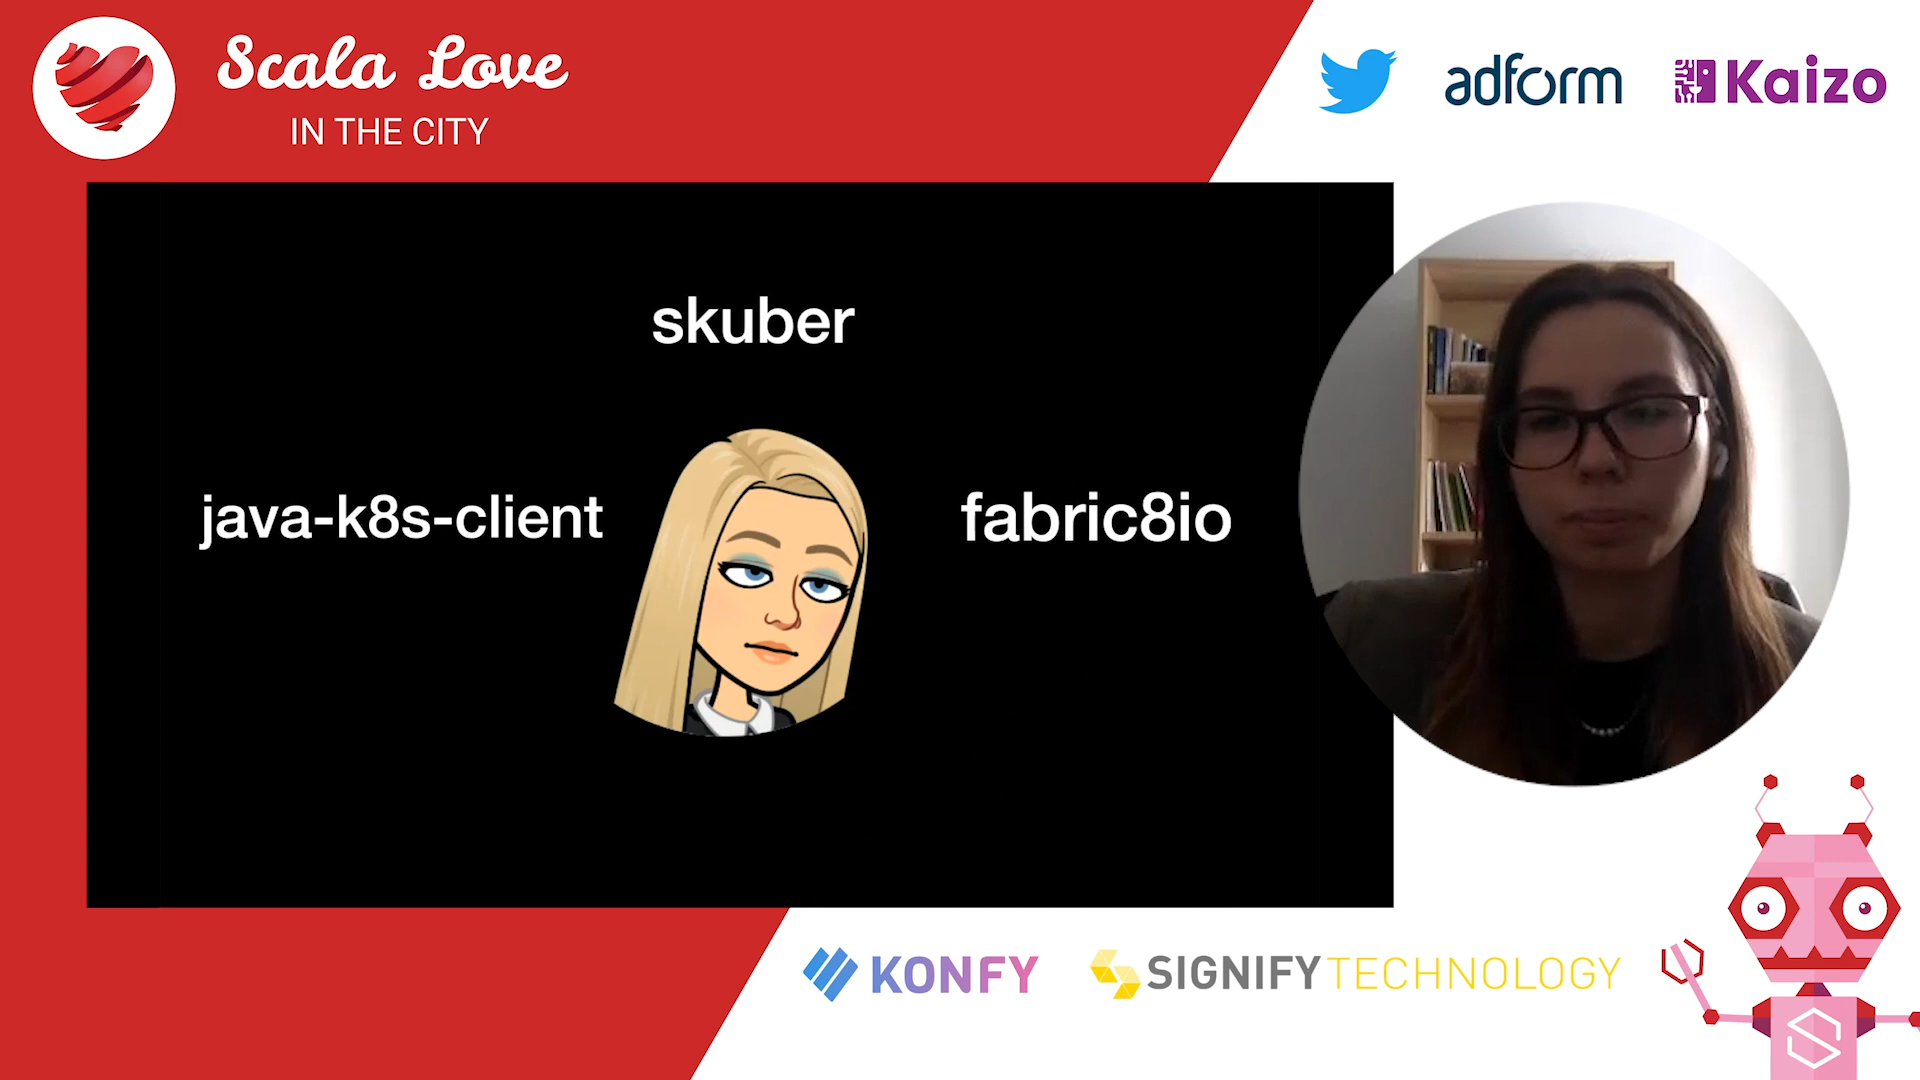 Scala Love
IN THE CITY
adform
Kaizo
skuber
java-k8s-client
fabric8io
KONFY
SIGNIFY TECHNOLOGY